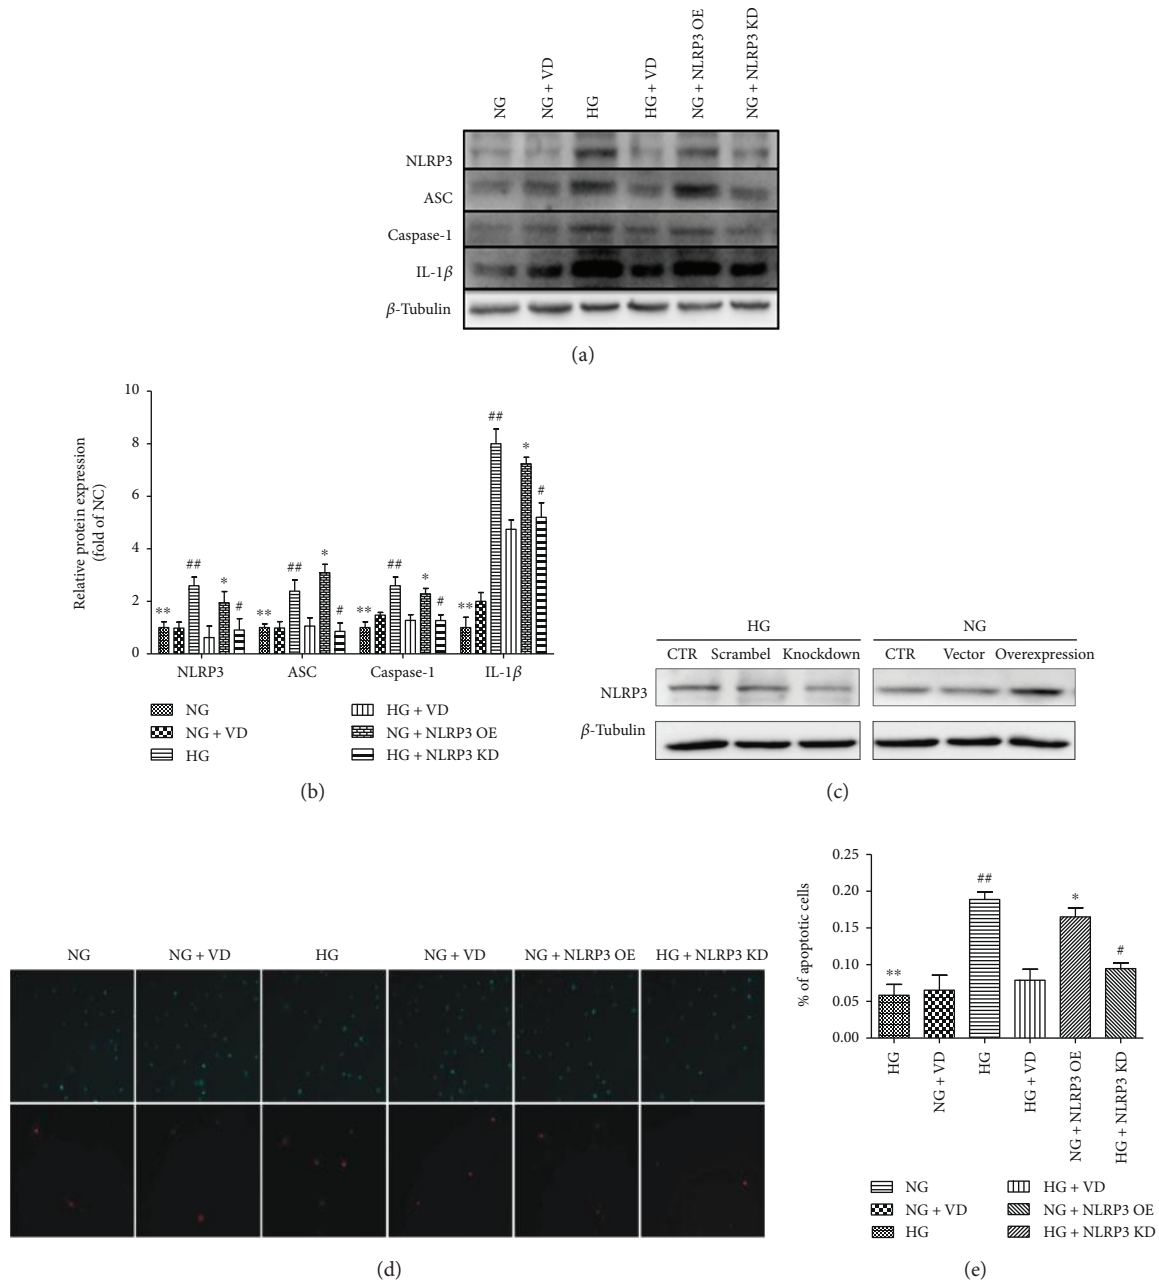 NG
NG + VD
HG
HG + VD
NG + NLRP3 OE
NG + NLRP3 KD
NLRP3
ASC
Caspase-1
IL-1β
β-Tubulin
(a)
Relative protein expression
(fold of NC)
10
8
6
4
2
0
** ## * #
** ## * #
** ## * #
** ## * #
NLRP3 ASC Caspase-1 IL-1β
NG
NG + VD
HG
HG + VD
NG + NLRP3 OE
HG + NLRP3 KD
(b)
HG NG
CTR Scrambel Knockdown CTR Vector Overexpression
NLRP3
β-Tubulin
(c)
NG NG + VD HG NG + VD NG + NLRP3 OE HG + NLRP3 KD
(d)
% of apoptotic cells
0.25
0.20
0.15
0.10
0.05
0.00
** ## * #
HG
NG + VD
HG
HG + VD
NG + NLRP3 OE
HG + NLRP3 KD
NG
NG + VD
HG
HG + VD
NG + NLRP3 OE
HG + NLRP3 KD
(e)